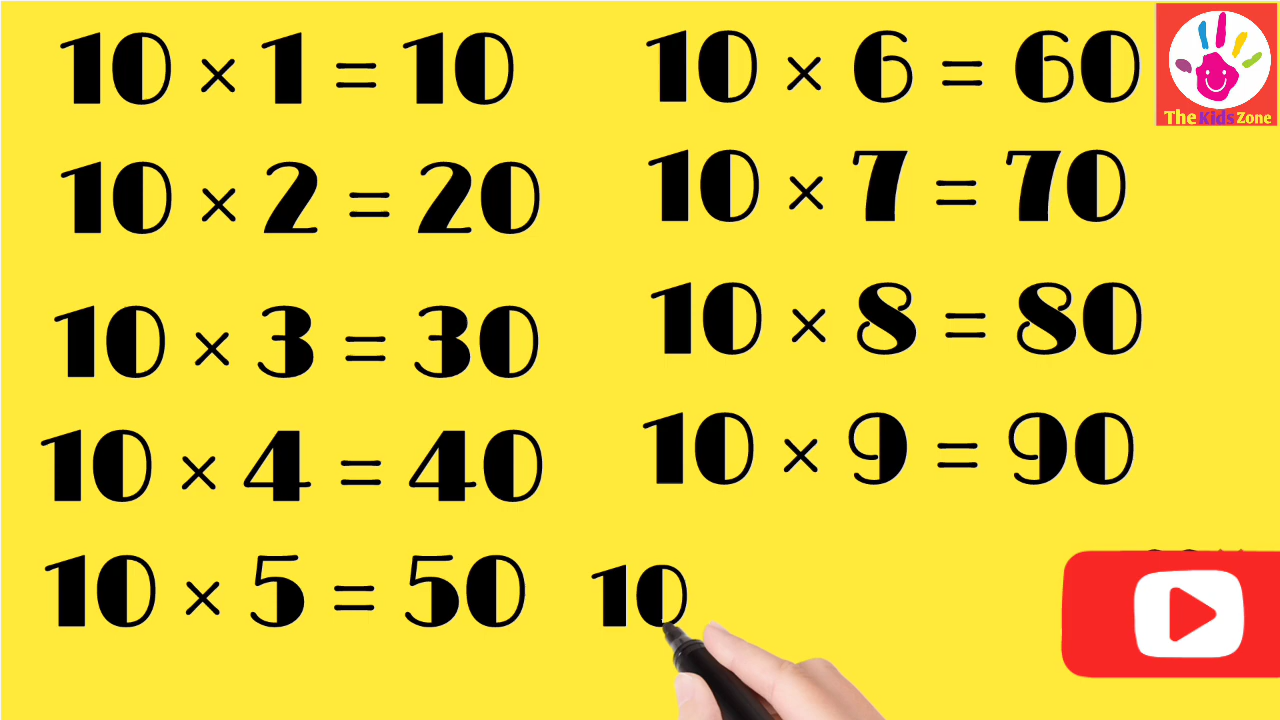 10 × 1 = 10
10 × 2 = 20
10 × 3 = 30
10 × 4 = 40
10 × 5 = 50
10 × 6 = 60
10 × 7 = 70
10 × 8 = 80
10 × 9 = 90
10
The Kids Zone